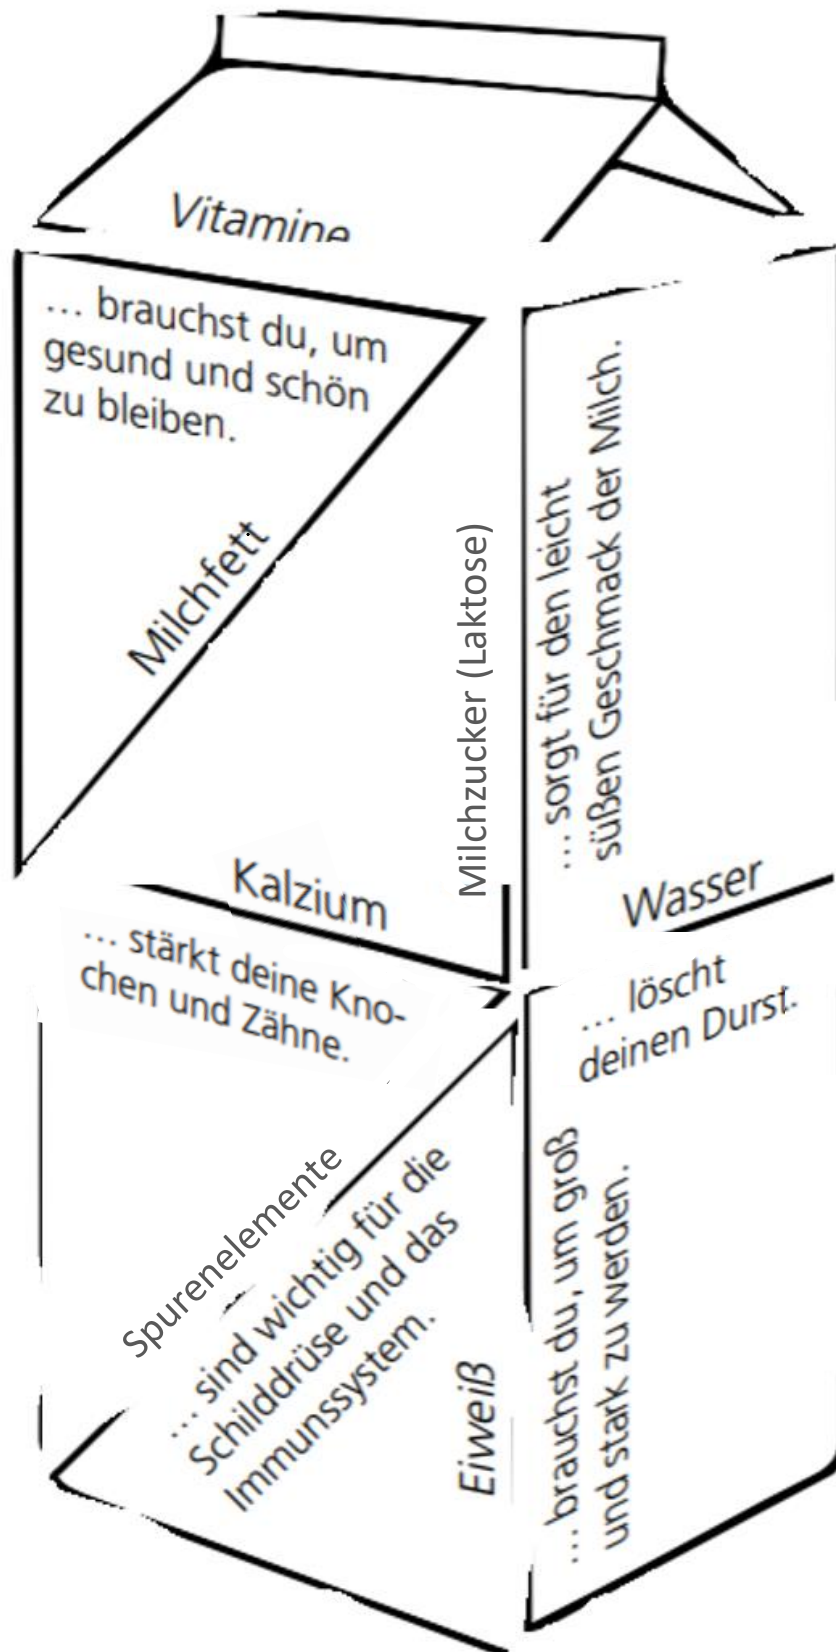 Vitamine
… brauchst du, um
gesund und schön
zu bleiben.
Milchfett
Milchzucker (Laktose)
… sorgt für den leicht
süßen Geschmack der Milch.
Kalzium
… stärkt deine Kno-
chen und Zähne.
Wasser
… löscht
deinen Durst.
Spurenelemente
… sind wichtig für die
Schilddrüse und das
Immunssystem.
Eiweiß
… brauchst du, um groß
und stark zu werden.